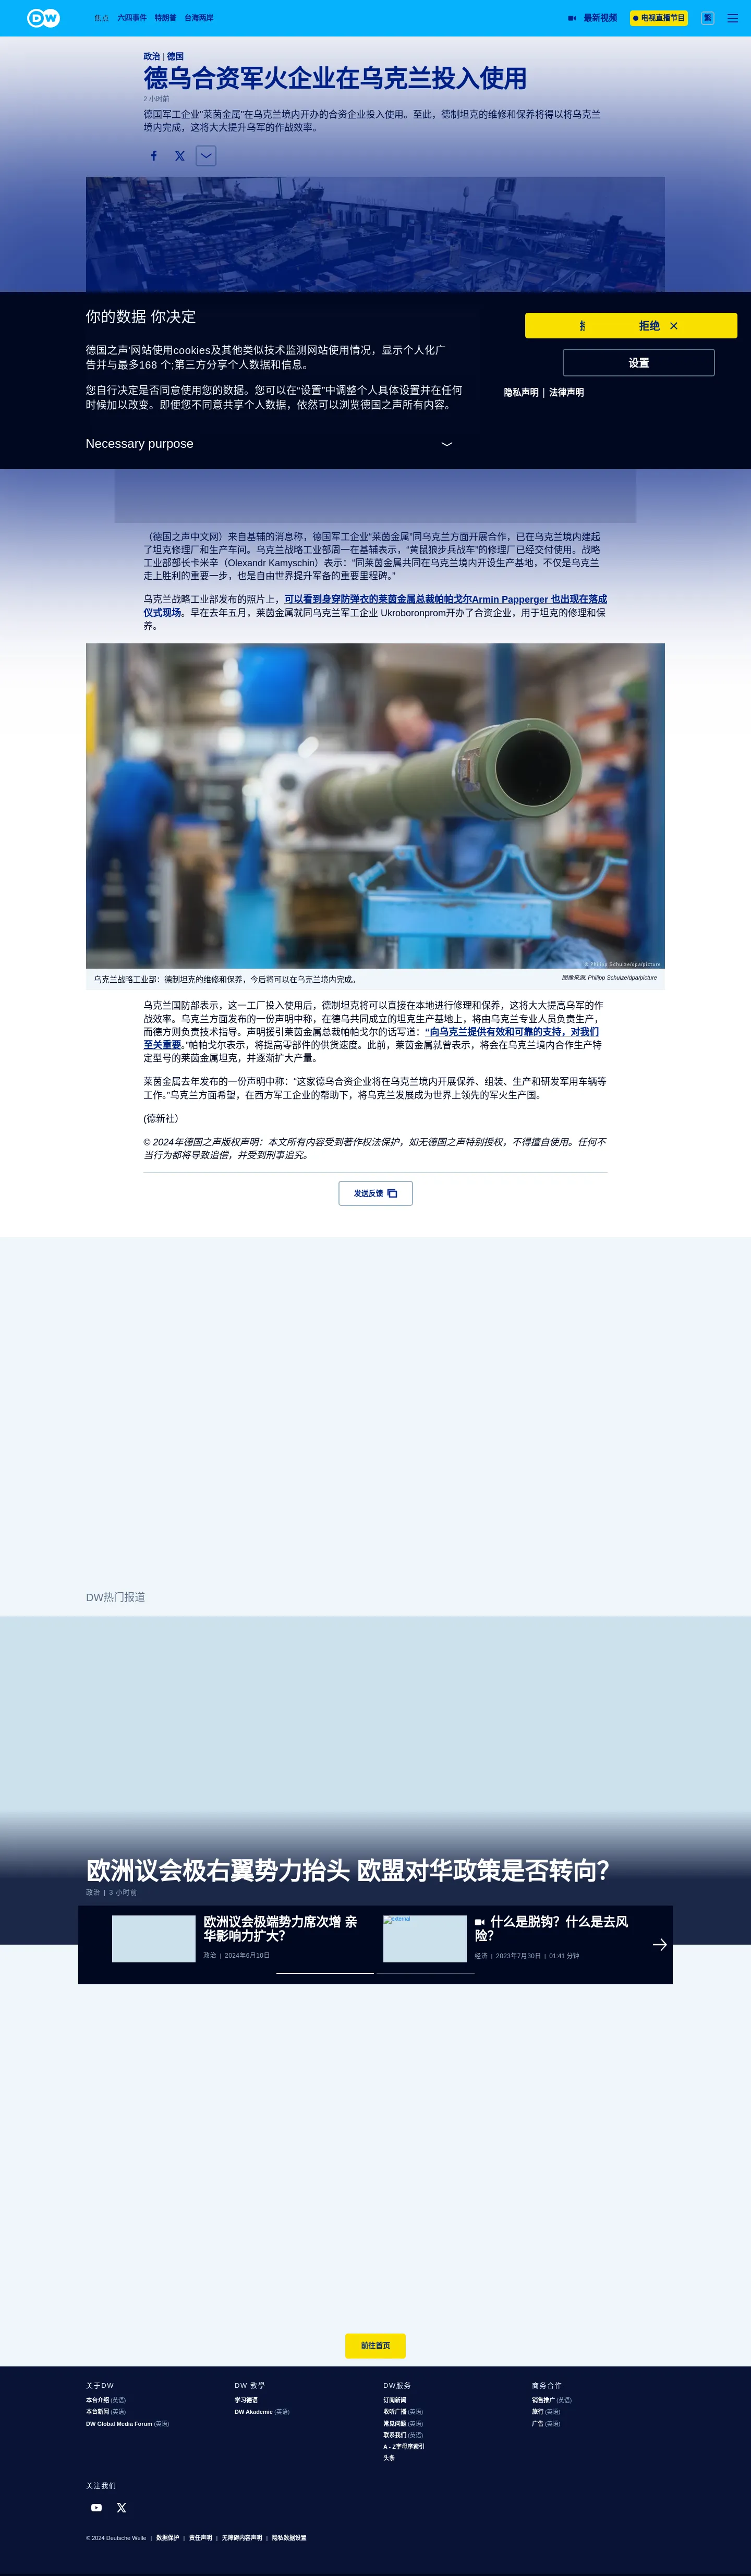 DW
焦点 六四事件 特朗普 台海两岸
最新视频
电视直播节目
繁
政治 | 德国
德乌合资军火企业在乌克兰投入使用
2 小时前
德国军工企业“莱茵金属”在乌克兰境内开办的合资企业投入使用。至此，德制坦克的维修和保养将得以将乌克兰
境内完成，这将大大提升乌军的作战效率。
你的数据 你决定
德国之声'网站使用cookies及其他类似技术监测网站使用情况，显示个人化广
告并与最多168 个;第三方分享个人数据和信息。
您自行决定是否同意使用您的数据。您可以在“设置”中调整个人具体设置并在任何
时候加以改变。即便您不同意共享个人数据，依然可以浏览德国之声所有内容。
Necessary purpose
拒绝
设置
隐私声明 | 法律声明
（德国之声中文网）来自基辅的消息称，德国军工企业“莱茵金属”同乌克兰方面开展合作，已在乌克兰境内建起
了坦克修理厂和生产车间。乌克兰战略工业部周一在基辅表示，“黄鼠狼步兵战车”的修理厂已经交付使用。战略
工业部部长卡米辛（Olexandr Kamyschin）表示：“同莱茵金属共同在乌克兰境内开设生产基地，不仅是乌克兰
走上胜利的重要一步，也是自由世界提升军备的重要里程碑。”
乌克兰战略工业部发布的照片上，可以看到身穿防弹衣的莱茵金属总裁帕帕戈尔Armin Papperger 也出现在落成
仪式现场。早在去年五月，莱茵金属就同乌克兰军工企业 Ukroboronprom开办了合资企业，用于坦克的修理和保
养。
© Philipp Schulze/dpa/picture
乌克兰战略工业部：德制坦克的维修和保养，今后将可以在乌克兰境内完成。
图像来源: Philipp Schulze/dpa/picture
乌克兰国防部表示，这一工厂投入使用后，德制坦克将可以直接在本地进行修理和保养，这将大大提高乌军的作
战效率。乌克兰方面发布的一份声明中称，在德乌共同成立的坦克生产基地上，将由乌克兰专业人员负责生产，
而德方则负责技术指导。声明援引莱茵金属总裁帕帕戈尔的话写道：“向乌克兰提供有效和可靠的支持，对我们
至关重要。”帕帕戈尔表示，将提高零部件的供货速度。此前，莱茵金属就曾表示，将会在乌克兰境内合作生产特
定型号的莱茵金属坦克，并逐渐扩大产量。
莱茵金属去年发布的一份声明中称：“这家德乌合资企业将在乌克兰境内开展保养、组装、生产和研发军用车辆等
工作。”乌克兰方面希望，在西方军工企业的帮助下，将乌克兰发展成为世界上领先的军火生产国。
(德新社）
© 2024年德国之声版权声明：本文所有内容受到著作权法保护，如无德国之声特别授权，不得擅自使用。任何不
当行为都将导致追偿，并受到刑事追究。
发送反馈
DW热门报道
欧洲议会极右翼势力抬头 欧盟对华政策是否转向？
政治 | 3 小时前
欧洲议会极端势力席次增 亲
华影响力扩大？
政治 | 2024年6月10日
external
什么是脱钩？什么是去风
险？
经济 | 2023年7月30日 | 01:41 分钟
前往首页
关于DW
本台介绍 (英语)
本台新闻 (英语)
DW Global Media Forum (英语)
DW 教學
学习德语
DW Akademie (英语)
DW服务
订阅新闻
收听广播 (英语)
常见问题 (英语)
联系我们 (英语)
A - Z字母序索引
头条
商务合作
销售推广 (英语)
旅行 (英语)
广告 (英语)
关注我们
© 2024 Deutsche Welle | 数据保护 | 责任声明 | 无障碍内容声明 | 隐私数据设置